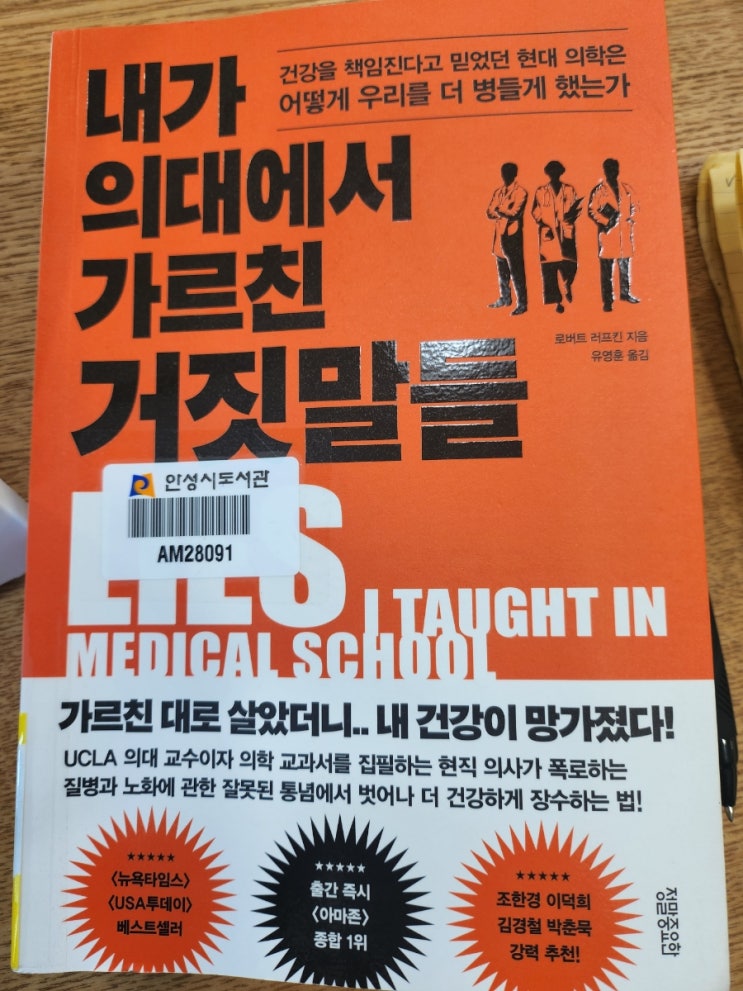 건강을 책임진다고 믿었던 현대 의학은
어떻게 우리를 더 병들게 했는가
내가
의대에서
가르친
거짓말들
로버트 러프킨 지음
유영훈 옮김
안성시도서관
AM28091
LIES I TAUGHT IN
MEDICAL SCHOOL
가르친 대로 살았더니.. 내 건강이 망가졌다!
UCLA 의대 교수이자 의학 교과서를 집필하는 현직 의사가 폭로하는
질병과 노화에 관한 잘못된 통념에서 벗어나 더 건강하게 장수하는 법!
★★★★★
〈뉴욕타임스〉
〈USA투데이〉
베스트셀러
★★★★★
출간 즉시
〈아마존〉
종합 1위
★★★★★
조한경 이덕희
김경철 박춘묵
강력 추천!
정말중요한